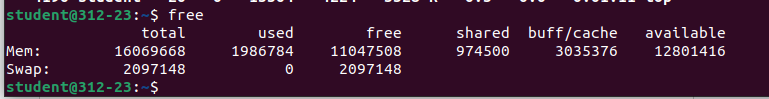 student@312-23:~$ free
total used free shared buff/cache available
Mem: 16069668 1986784 11047508 974500 3035376 12801416
Swap: 2097148 0 2097148
student@312-23:~$